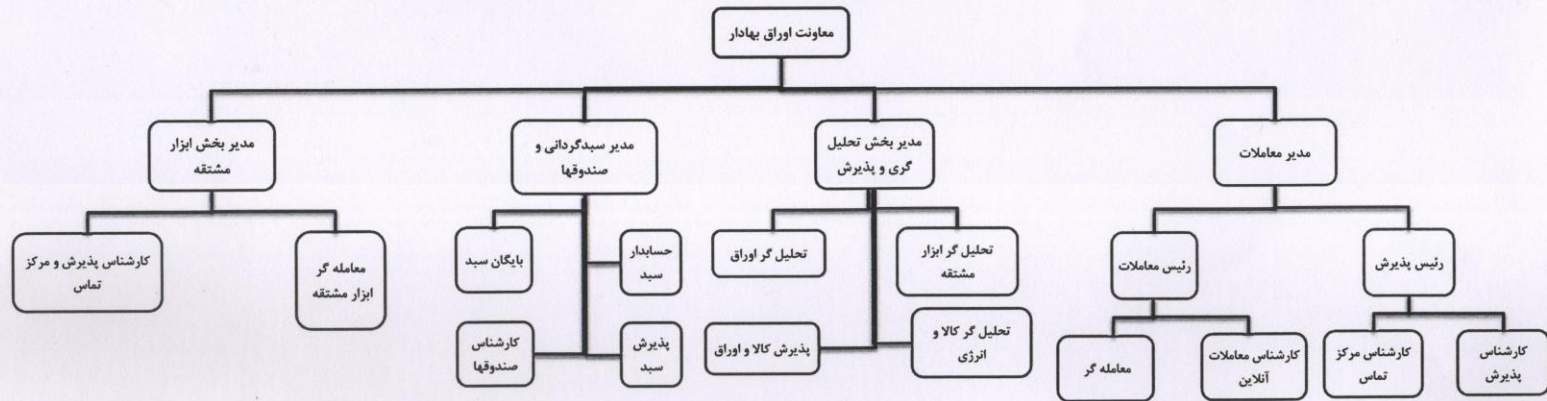 معاونت اوراق بهادار
مدیر معاملات
مدیر بخش تحلیل
گری و پذیرش
مدیر سبدگردانی و
صندوقها
مدیر بخش ابزار
مشتقه
رئیس پذیرش
رئیس معاملات
تحلیل گر ابزار
مشتقه
تحلیل گر اوراق
حسابدار
سبد
بایگان سبد
معامله گر
ابزار مشتقه
کارشناس پذیرش و مرکز
تماس
کارشناس
پذیرش
کارشناس مرکز
تماس
کارشناس معاملات
آنلاین
معامله گر
تحلیل گر کالا و
انرژی
پذیرش کالا و اوراق
پذیرش
سبد
کارشناس
صندوقها